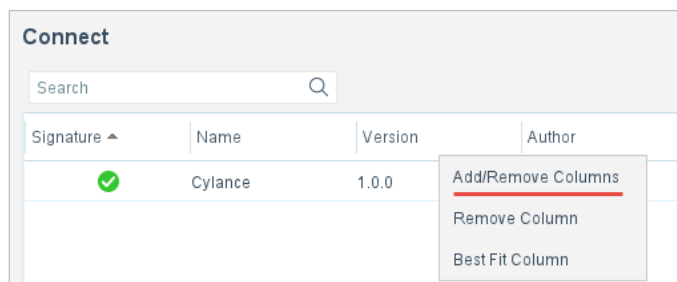 Connect
Search
Signature Name Version Author
Cylance 1.0.0
Add/Remove Columns
Remove Column
Best Fit Column